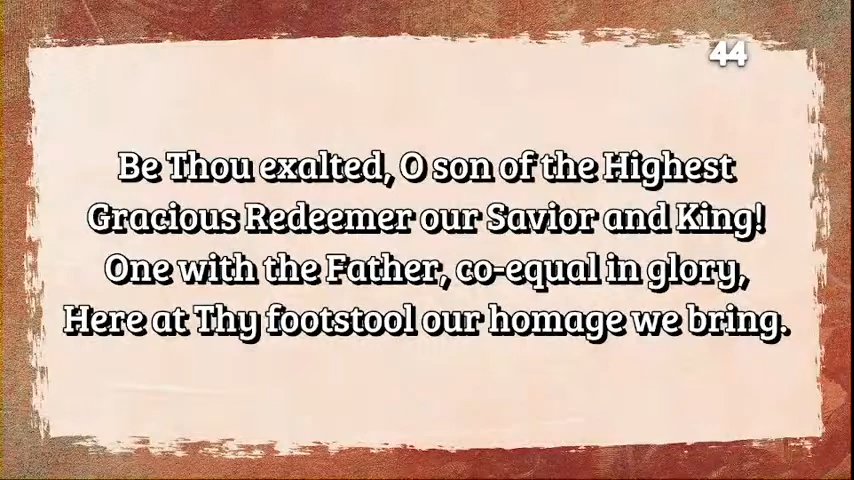 44
Be Thou exalted, O son of the Highest
Gracious Redeemer our Savior and King!
One with the Father, co-equal in glory,
Here at Thy footstool our homage we bring.